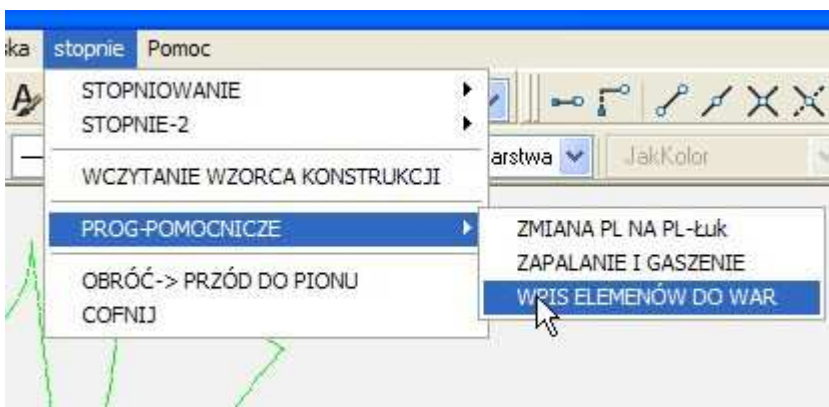 ska stopnie Pomoc
STOPNIOWANIE
STOPNIE-2
arstwa JakKolor
WCZYTANIE WZORCA KONSTRUKCJI
PROG-POMOCNICZE
ZMIANA PL NA PL-Łuk
ZAPALANIE I GASZENIE
WPIS ELEMENÓW DO WAR
OBRÓĆ-> PRZÓD DO PIONU
COFNIJ